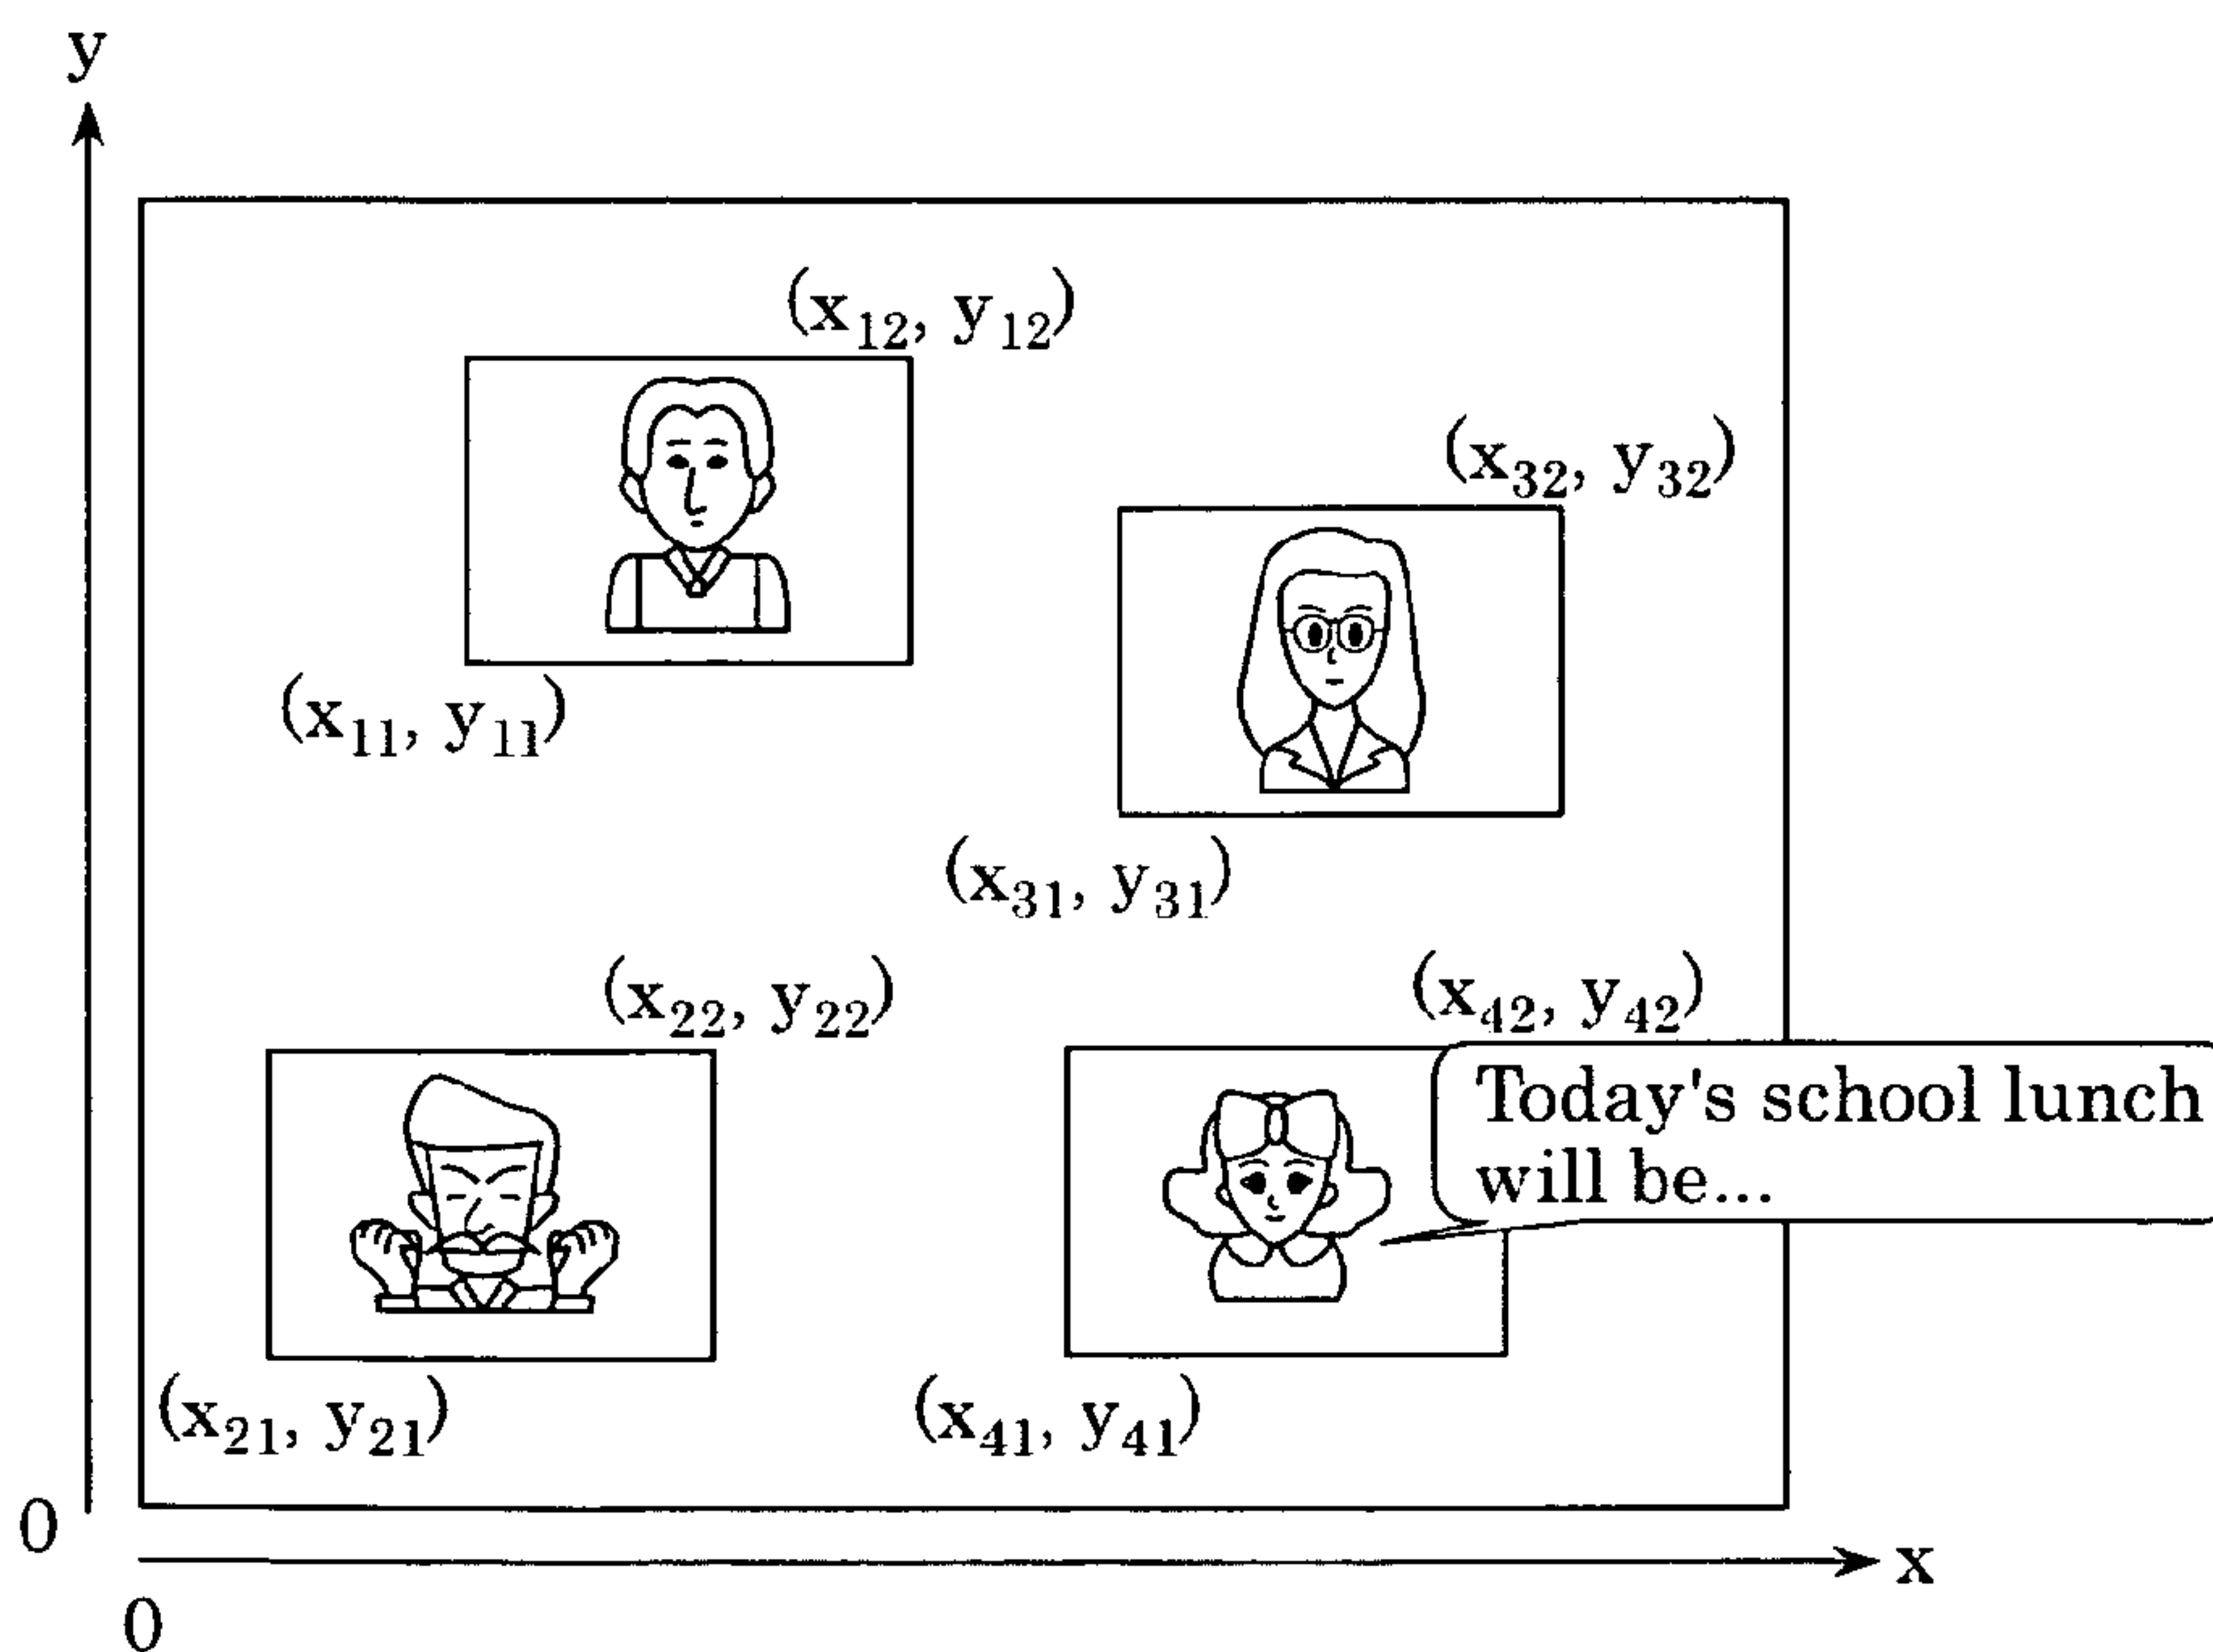 y
(x12, y12)
(x32, y32)
(x11, y11)
(x31, y31)
(x22, y22)
(x42, y42)
Today's school lunch
will be...
(x21, y21)
(x41, y41)
0
x
0